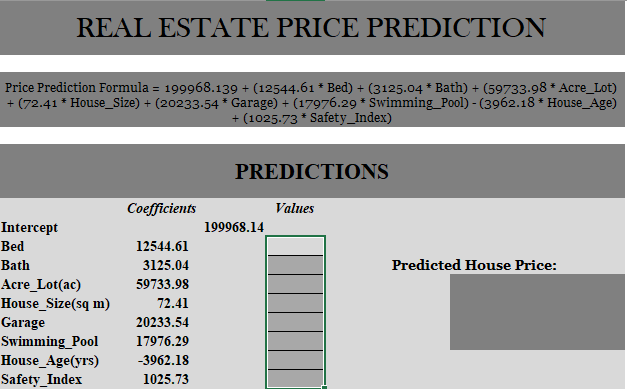 REAL ESTATE PRICE PREDICTION
Price Prediction Formula = 199968.139 + (12544.61 * Bed) + (3125.04 * Bath) + (59733.98 * Acre_Lot)
+ (72.41 * House_Size) + (20233.54 * Garage) + (17976.29 * Swimming_Pool) - (3962.18 * House_Age)
+ (1025.73 * Safety_Index)
PREDICTIONS
Coefficients Values
Intercept 199968.14
Bed 12544.61
Bath 3125.04 Predicted House Price:
Acre_Lot(ac) 59733.98
House_Size(sq m) 72.41
Garage 20233.54
Swimming_Pool 17976.29
House_Age(yrs) -3962.18
Safety_Index 1025.73